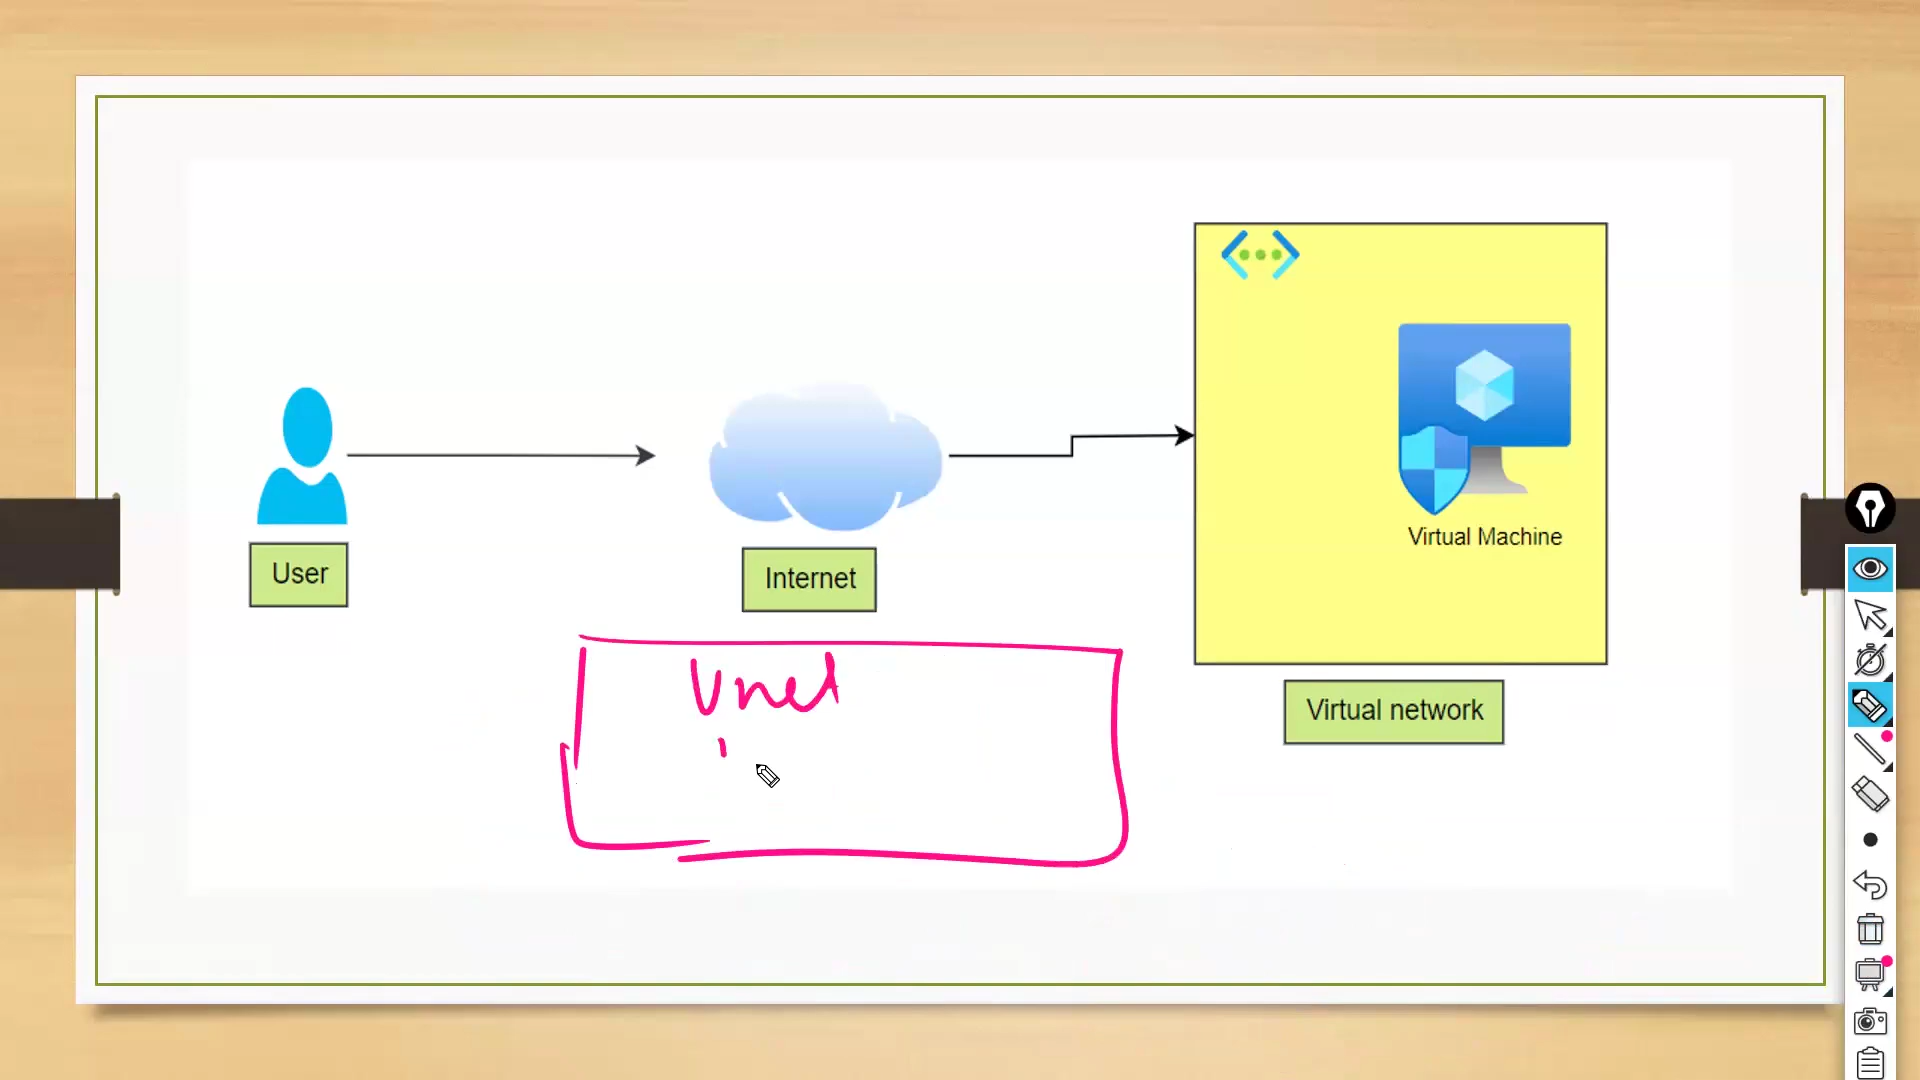 Virtual Machine
User
Internet
Vnet
Virtual network